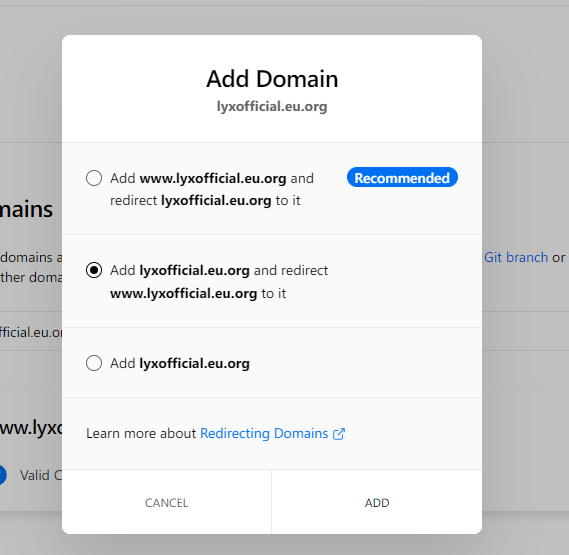 Add Domain
lyxofficial.eu.org
Add www.lyxofficial.eu.org and
redirect lyxofficial.eu.org to it
Recommended
mains
Add lyxofficial.eu.org and redirect
www.lyxofficial.eu.org to it
domains a
Git branch or
ther doma
fficial.eu.or
Add lyxofficial.eu.org
ww.lyxo
Learn more about Redirecting Domains
Valid C
CANCEL
ADD